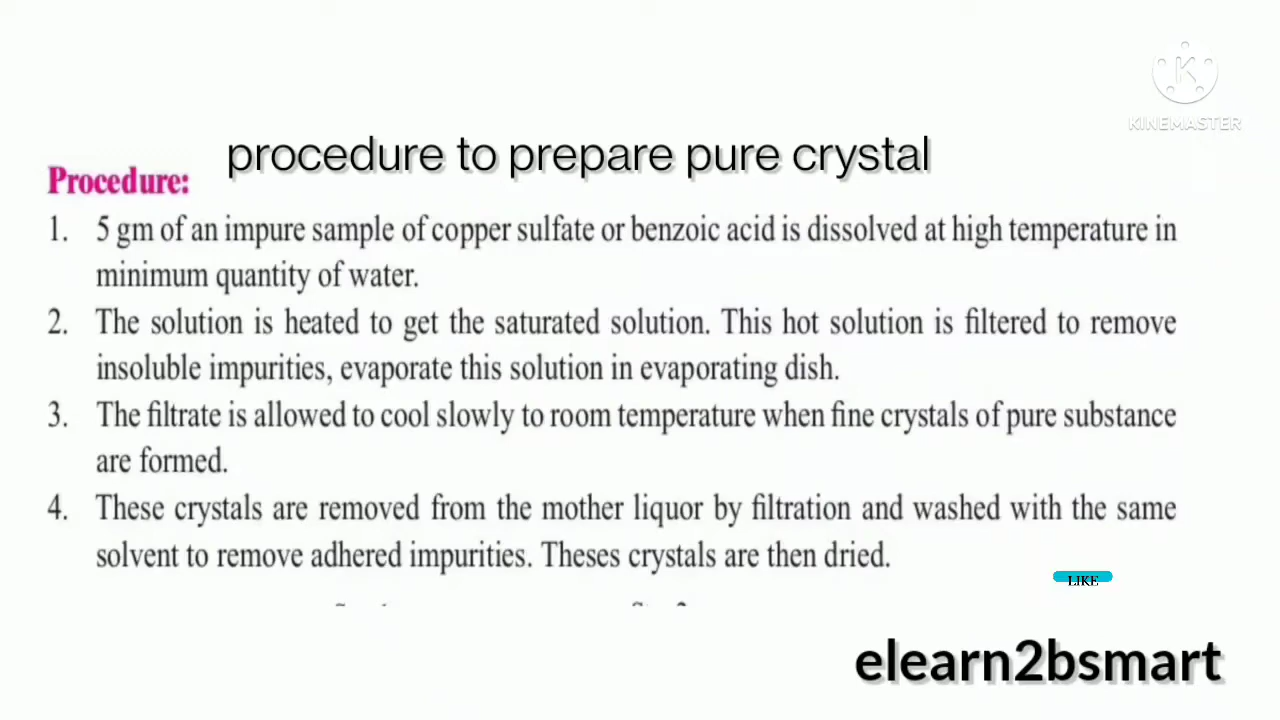 K
KINEMASTER
procedure to prepare pure crystal
Procedure:
1. 5 gm of an impure sample of copper sulfate or benzoic acid is dissolved at high temperature in
minimum quantity of water.
2. The solution is heated to get the saturated solution. This hot solution is filtered to remove
insoluble impurities, evaporate this solution in evaporating dish.
3. The filtrate is allowed to cool slowly to room temperature when fine crystals of pure substance
are formed.
4. These crystals are removed from the mother liquor by filtration and washed with the same
solvent to remove adhered impurities. Theses crystals are then dried.
LIKE
elearn2bsmart